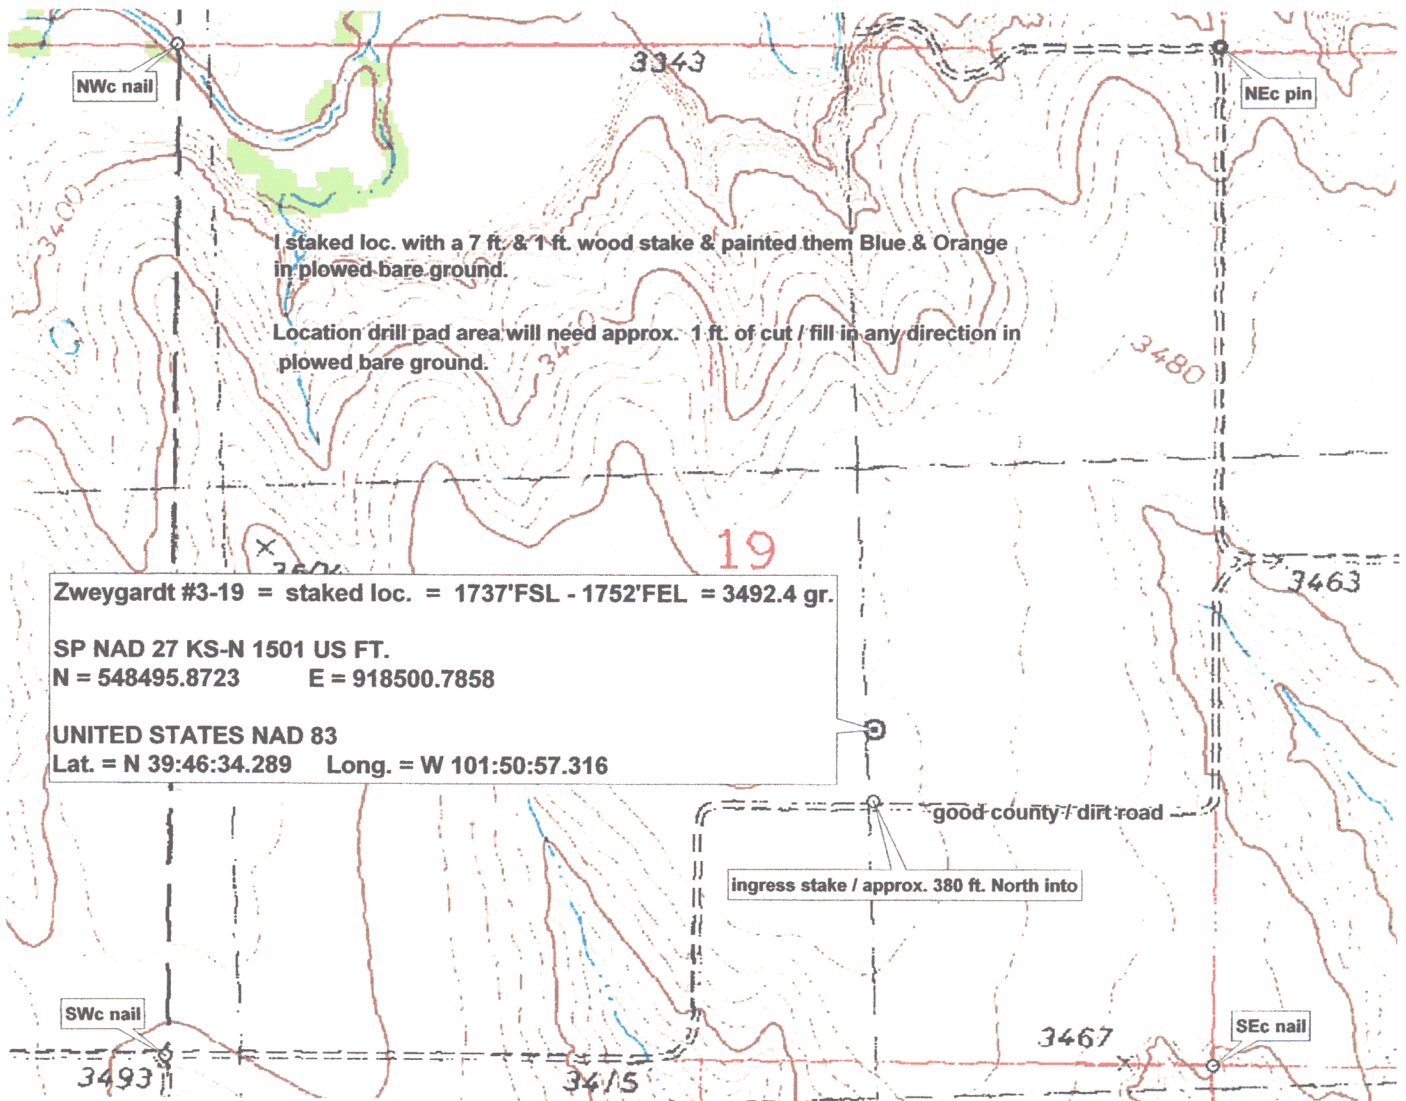 3343
NWc nail
NEc pin
3400
I staked loc. with a 7 ft. & 1 ft. wood stake & painted them Blue & Orange
in plowed bare ground.
Location drill pad area will need approx. 1 ft. of cut / fill in any direction in
plowed bare ground.
3480
19
3463
Zweygardt #3-19 = staked loc. = 1737'FSL - 1752'FEL = 3492.4 gr.
SP NAD 27 KS-N 1501 US FT.
N = 548495.8723 E = 918500.7858
UNITED STATES NAD 83
Lat. = N 39:46:34.289 Long. = W 101:50:57.316
good county / dirt road
ingress stake / approx. 380 ft. North into
SWc nail
SEc nail
3467
3493
3415